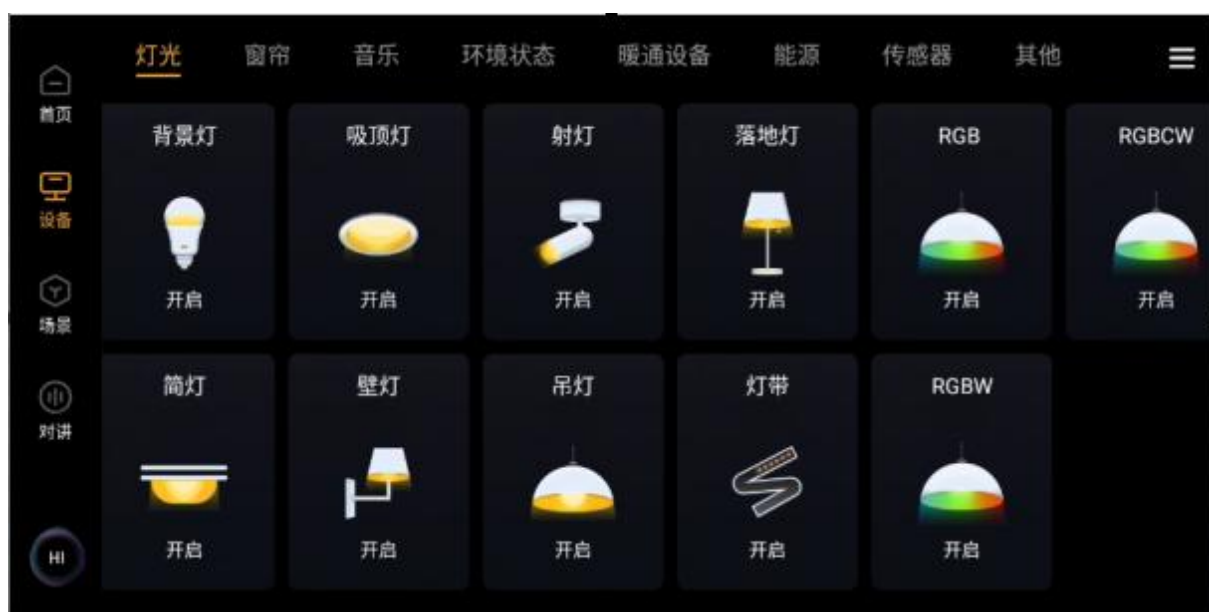 灯光 窗帘 音乐 环境状态 暖通设备 能源 传感器 其他
首页
设备
场景
对讲
HI
背景灯 吸顶灯 射灯 落地灯 RGB RGBCW
开启 开启 开启 开启 开启 开启
简灯 壁灯 吊灯 灯带 RGBW
开启 开启 开启 开启 开启